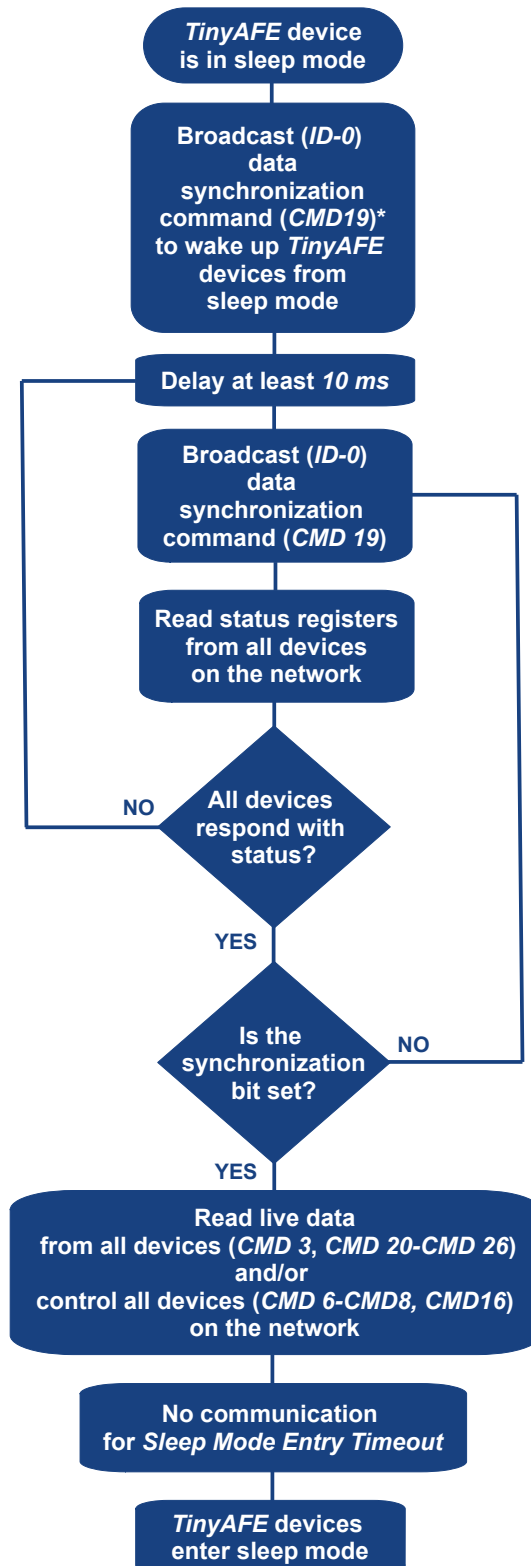 TinyAFE device
is in sleep mode
Broadcast (ID-0)
data
synchronization
command (CMD19)*
to wake up TinyAFE
devices from
sleep mode
Delay at least 10 ms
Broadcast (ID-0)
data
synchronization
command (CMD 19)
Read status registers
from all devices
on the network
NO
All devices
respond with
status?
YES
Is the
synchronization
bit set?
NO
YES
Read live data
from all devices (CMD 3, CMD 20-CMD 26)
and/or
control all devices (CMD 6-CMD8, CMD16)
on the network
No communication
for Sleep Mode Entry Timeout
TinyAFE devices
enter sleep mode